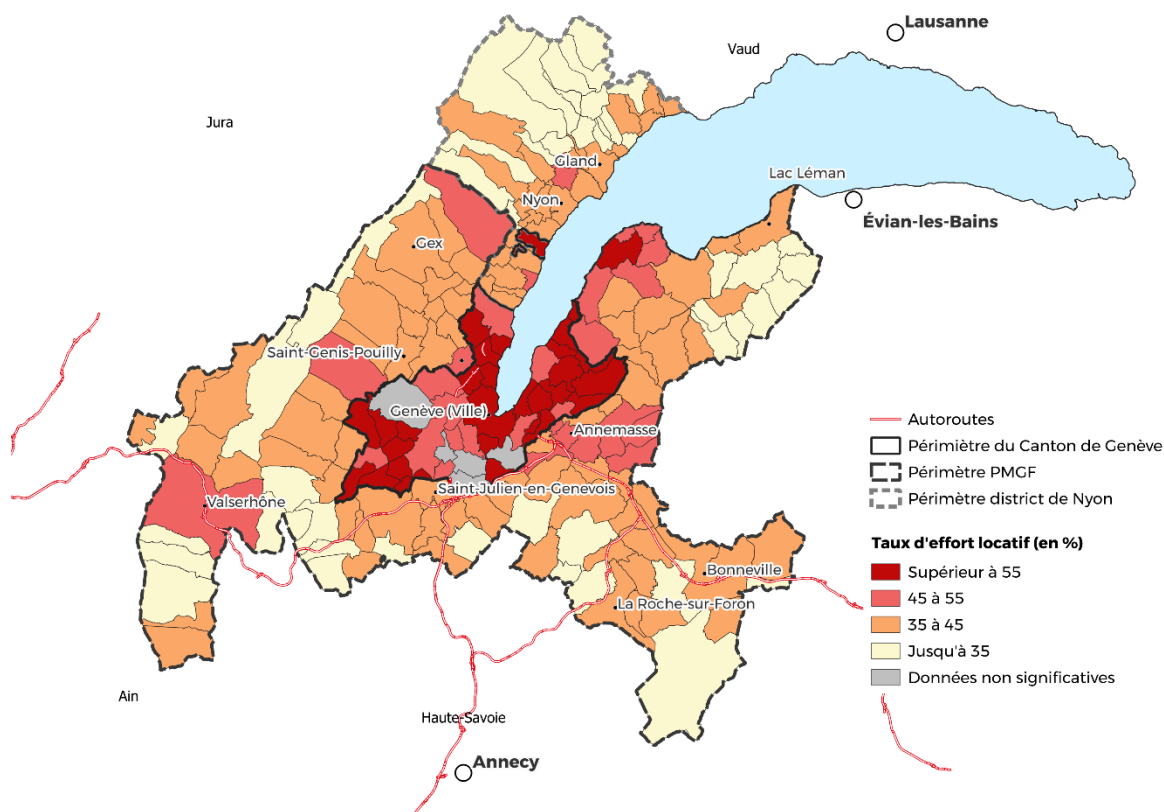 Lausanne
Vaud
Jura
Gland
Lac Léman
Nyon
Évian-les-Bains
Gex
Saint-Genis-Pouilly
Genève (Ville)
Annemasse
Saint-Julien-en-Genevois
Valserhône
Bonneville
La Roche-sur-Foron
Ain
Haute-Savoie
Annecy
Autoroutes
Périmiètre du Canton de Genève
Périmètre PMGF
Périmètre district de Nyon
Taux d'effort locatif (en %)
Supérieur à 55
45 à 55
35 à 45
Jusqu'à 35
Données non significatives